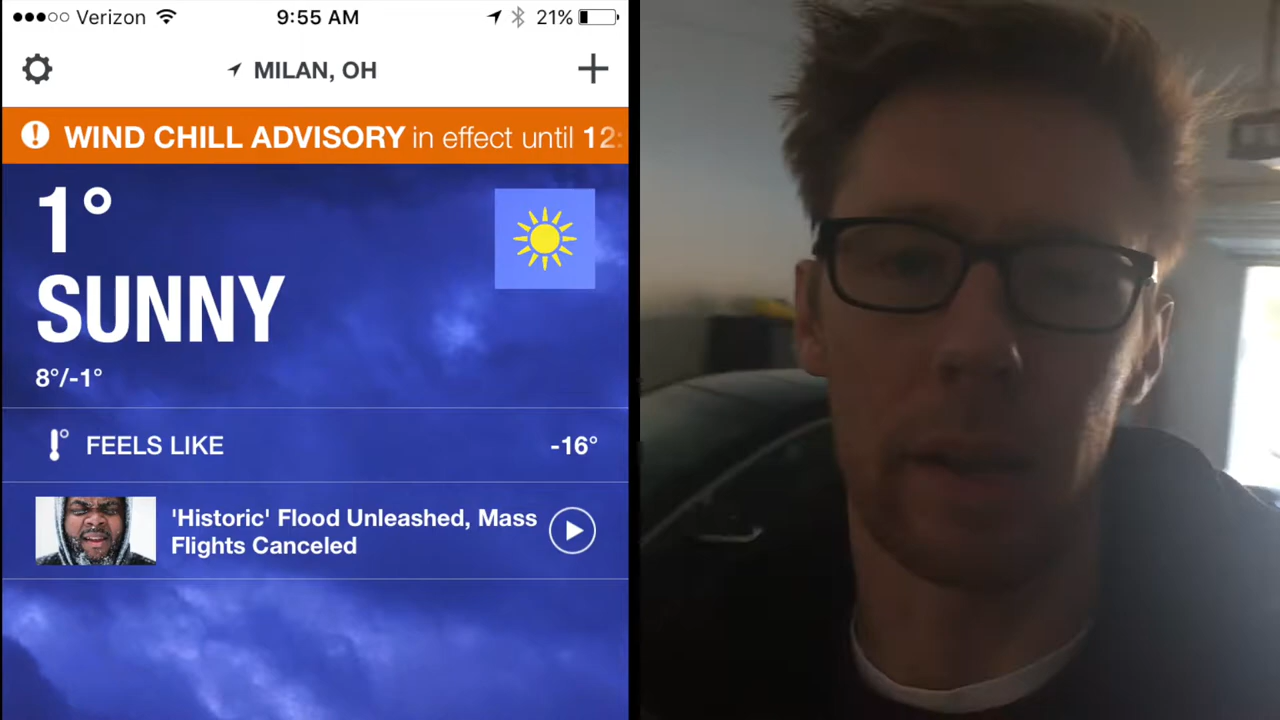 Verizon 9:55 AM 21%
MILAN, OH
WIND CHILL ADVISORY in effect until 12:
1°
SUNNY
8°/-1°
FEELS LIKE -16°
'Historic' Flood Unleashed, Mass
Flights Canceled